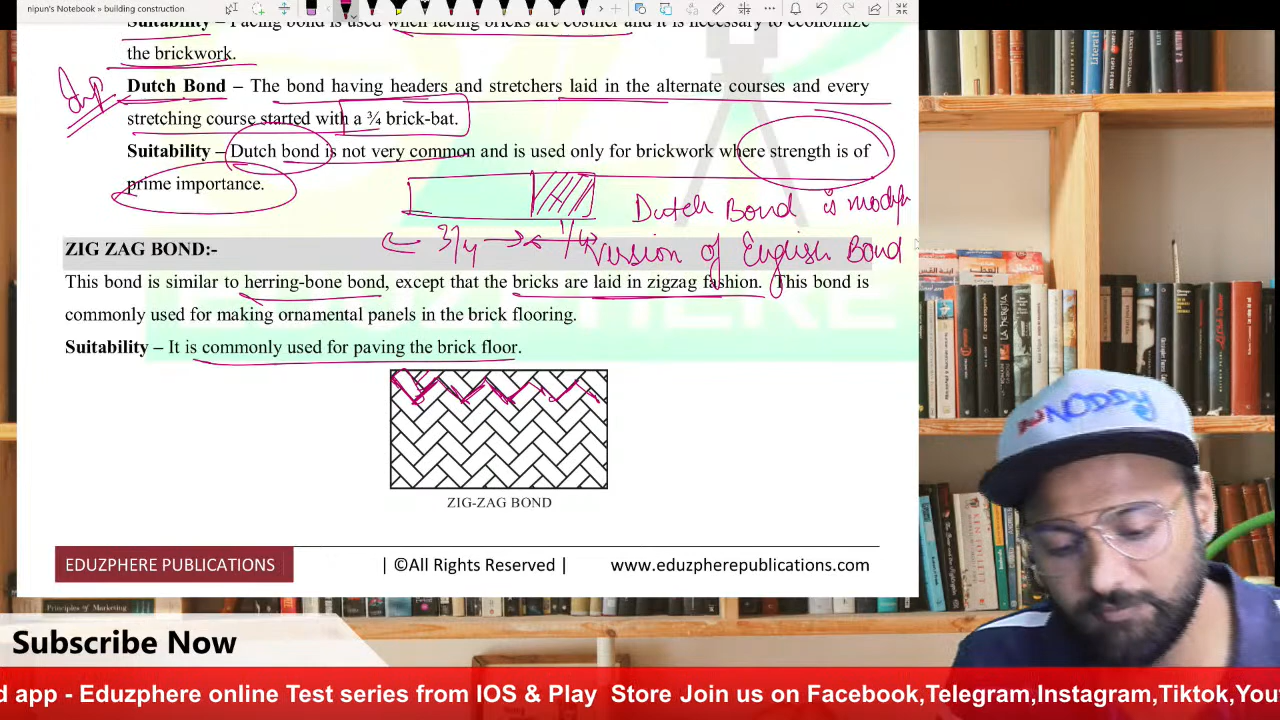 nipun's Notebook » building construction
Suitability – Facing bond is used when facing bricks are costlier and it is necessary to economize
the brickwork.
Imp
Dutch Bond – The bond having headers and stretchers laid in the alternate courses and every
stretching course started with a ¾ brick-bat.
Suitability – Dutch bond is not very common and is used only for brickwork where strength is of
prime importance.
Dutch Bond is modify
3/4 1/4 Version of English Bond
ZIG ZAG BOND:-
This bond is similar to herring-bone bond, except that the bricks are laid in zigzag fashion. This bond is
commonly used for making ornamental panels in the brick flooring.
Suitability – It is commonly used for paving the brick floor.
ZIG-ZAG BOND
EDUZPHERE PUBLICATIONS | ©All Rights Reserved | www.eduzpherepublications.com
NODDY
Principles of Marketing
Subscribe Now
d app - Eduzphere online Test series from IOS & Play Store Join us on Facebook,Telegram,Instagram,Tiktok,You